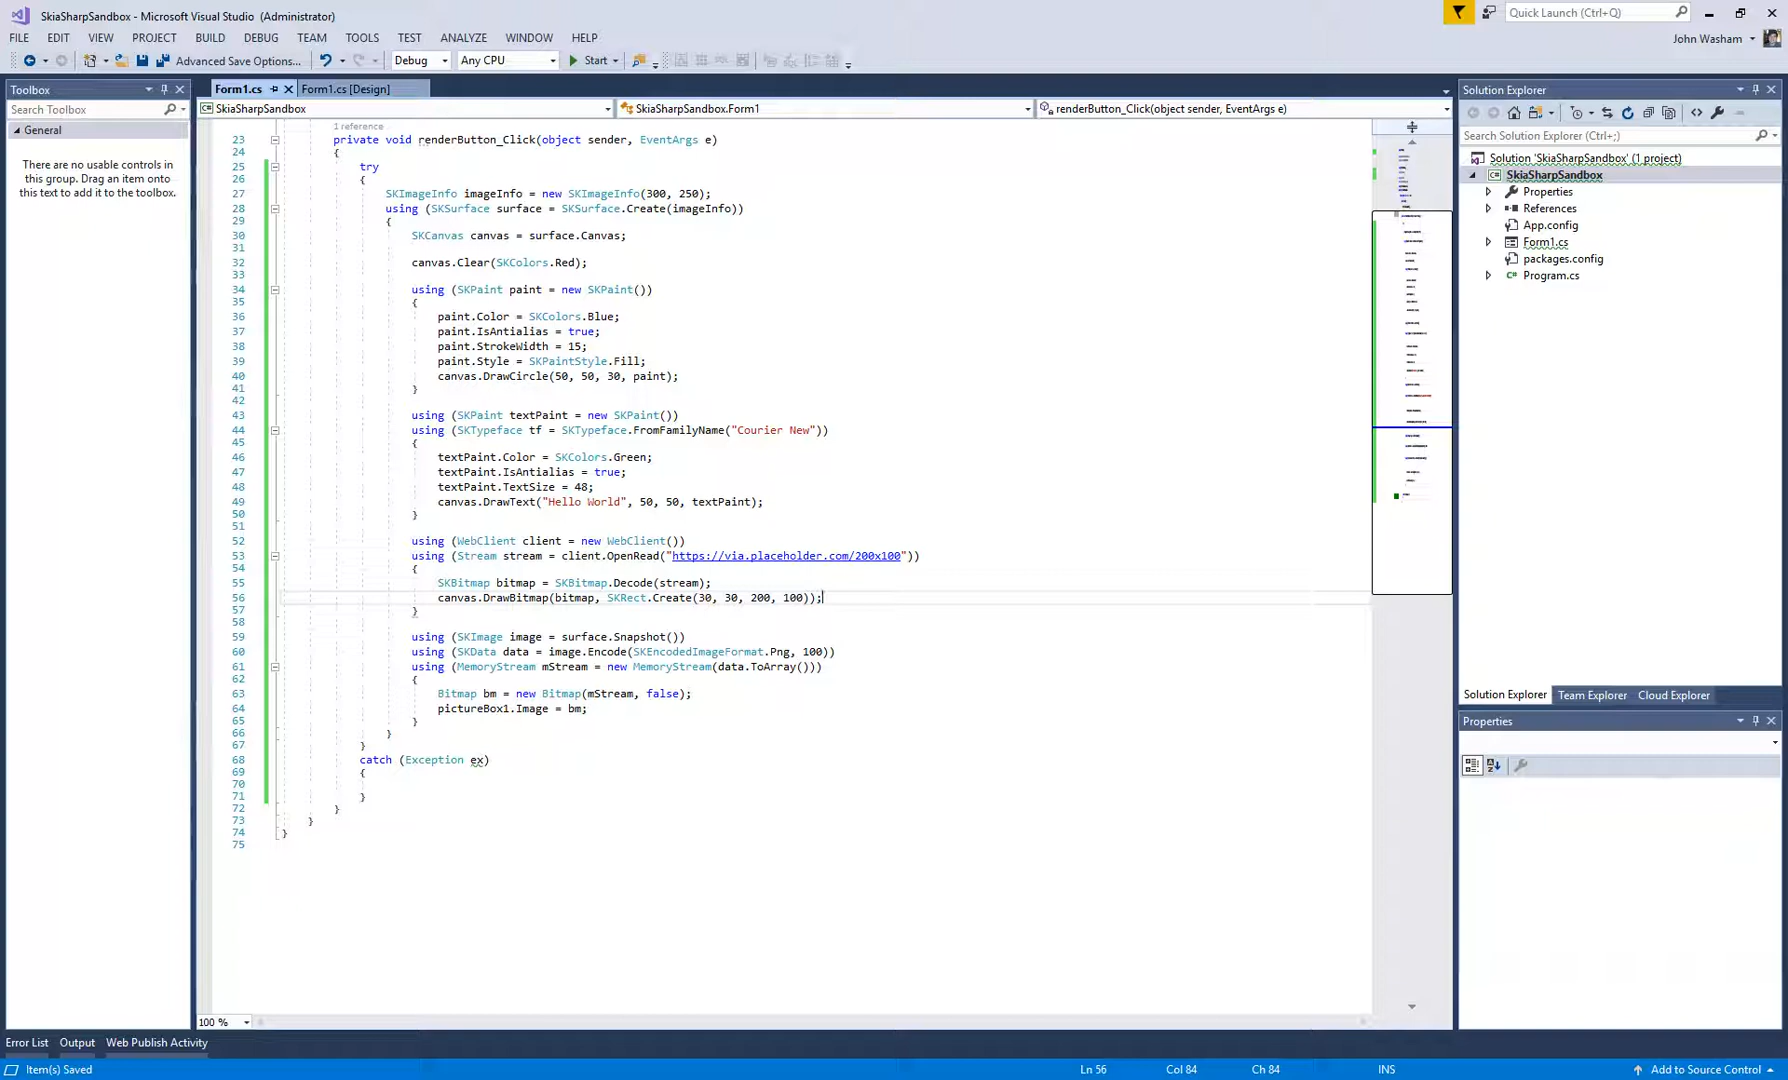 SkiaSharpSandbox - Microsoft Visual Studio (Administrator)
Quick Launch (Ctrl+Q)
FILE EDIT VIEW PROJECT BUILD DEBUG TEAM TOOLS TEST ANALYZE WINDOW HELP
John Washam
Advanced Save Options...
Debug
Any CPU
Start
Toolbox
Search Toolbox
General
There are no usable controls in
this group. Drag an item onto
this text to add it to the toolbox.
Form1.cs
Form1.cs [Design]
SkiaSharpSandbox
SkiaSharpSandbox.Form1
renderButton_Click(object sender, EventArgs e)
1 reference
23 private void renderButton_Click(object sender, EventArgs e)
24 {
25 try
26 {
27 SKImageInfo imageInfo = new SKImageInfo(300, 250);
28 using (SKSurface surface = SKSurface.Create(imageInfo))
29 {
30 SKCanvas canvas = surface.Canvas;
31
32 canvas.Clear(SKColors.Red);
33
34 using (SKPaint paint = new SKPaint())
35 {
36 paint.Color = SKColors.Blue;
37 paint.IsAntialias = true;
38 paint.StrokeWidth = 15;
39 paint.Style = SKPaintStyle.Fill;
40 canvas.DrawCircle(50, 50, 30, paint);
41 }
42
43 using (SKPaint textPaint = new SKPaint())
44 using (SKTypeface tf = SKTypeface.FromFamilyName("Courier New"))
45 {
46 textPaint.Color = SKColors.Green;
47 textPaint.IsAntialias = true;
48 textPaint.TextSize = 48;
49 canvas.DrawText("Hello World", 50, 50, textPaint);
50 }
51
52 using (WebClient client = new WebClient())
53 using (Stream stream = client.OpenRead("https://via.placeholder.com/200x100"))
54 {
55 SKBitmap bitmap = SKBitmap.Decode(stream);
56 canvas.DrawBitmap(bitmap, SKRect.Create(30, 30, 200, 100));
57 }
58
59 using (SKImage image = surface.Snapshot())
60 using (SKData data = image.Encode(SKEncodedImageFormat.Png, 100))
61 using (MemoryStream mStream = new MemoryStream(data.ToArray()))
62 {
63 Bitmap bm = new Bitmap(mStream, false);
64 pictureBox1.Image = bm;
65 }
66 }
67 }
68 catch (Exception ex)
69 {
70
71 }
72 }
73 }
74 }
75
100 %
Solution Explorer
Search Solution Explorer (Ctrl+;)
Solution 'SkiaSharpSandbox' (1 project)
SkiaSharpSandbox
Properties
References
App.config
Form1.cs
packages.config
C# Program.cs
Solution Explorer Team Explorer Cloud Explorer
Properties
Error List Output Web Publish Activity
Item(s) Saved
Ln 56 Col 84 Ch 84 INS
Add to Source Control